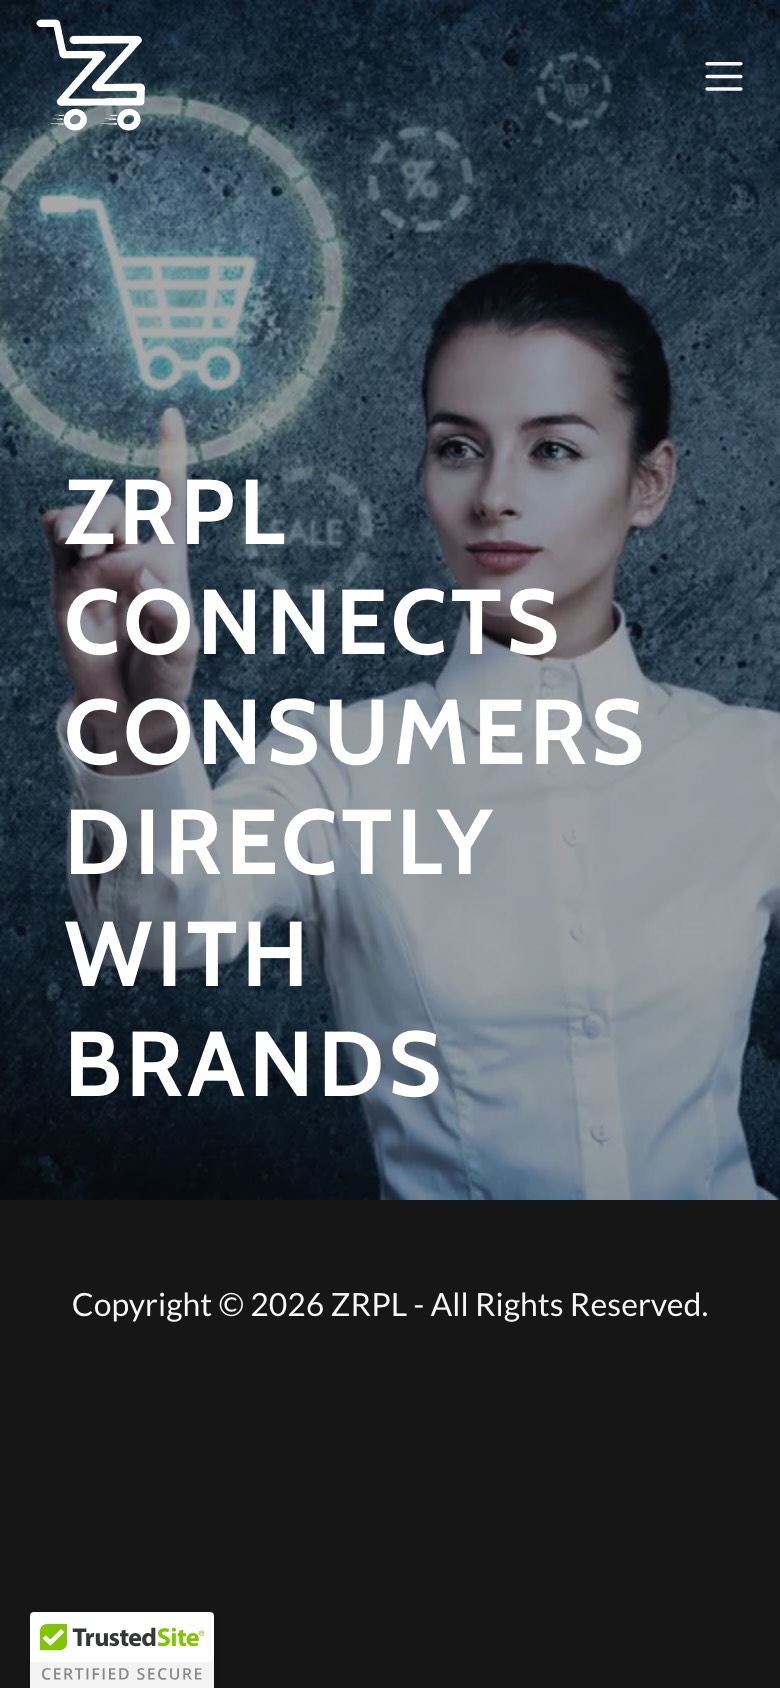 %
ZRPL
CONNECTS
CONSUMERS
DIRECTLY
WITH
BRANDS
Copyright © 2026 ZRPL - All Rights Reserved.
TrustedSite®
CERTIFIED SECURE